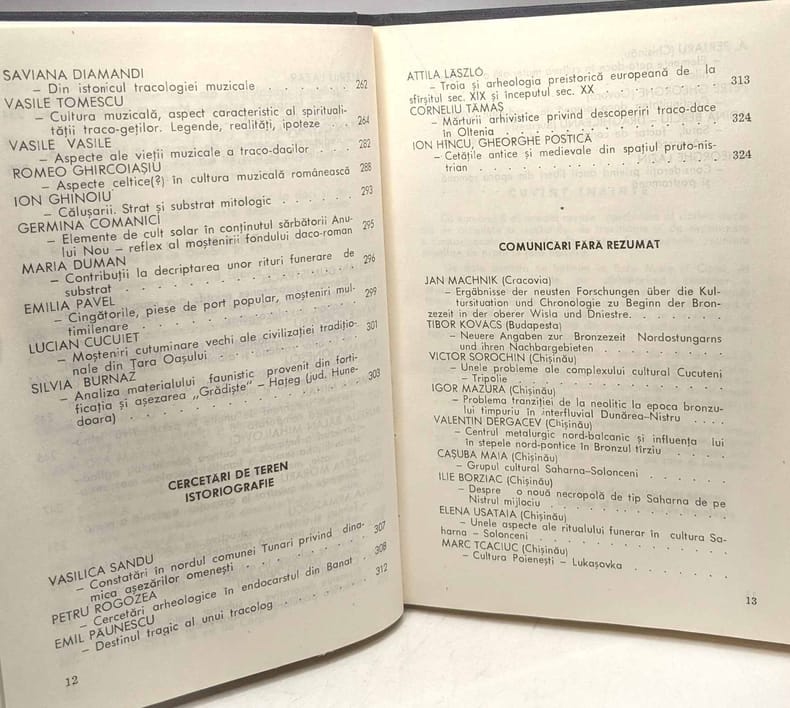 SAVIANA DIAMANDI
— Din istoricul tracologiei muzicale . . . . . . . 262
VASILE TOMESCU
— Cultura muzicală, aspect caracteristic al spirituali-
tății traco-geților. Legende, realități, ipoteze . . 264
VASILE VASILE
— Aspecte ale vieții muzicale a traco-dacilor . . . 282
ROMEO GHIRCOIAȘIU
— Aspecte celtice(?) în cultura muzicală românească 288
ION GHINOIU
— Călușarii. Strat și substrat mitologic . . . . . . 293
GERMINA COMANICI
— Elemente de cult solar în conținutul sărbătorii Anu-
lui Nou — reflex al moștenirii fondului daco-roman 295
MARIA DUMAN
— Contribuții la decriptarea unor rituri funerare de
substrat . . . . . . . . . . . . . 296
EMILIA PAVEL
— Cingătorile, piese de port popular, moșteniri mul-
timilenare . . . . . . . . . . . . 299
LUCIAN CUCUIET
— Moșteniri cutuminare vechi ale civilizației tradițio-
nale din Țara Oașului . . . . . . . . . 301
SILVIA BURNAZ
— Analiza materialului faunistic provenit din forti-
ficația și așezarea „Grădiște” — Hațeg (jud. Hune-
doara) . . . . . . . . . . . . . 303
CERCETĂRI DE TEREN
ISTORIOGRAFIE
VASILICA SANDU
— Constatări în nordul comunei Tunari privind dina-
mica așezărilor omenești . . . . . . . . 307
PETRU ROGOZEA
— Cercetări arheologice în endocarstul din Banat . 308
EMIL PĂUNESCU
— Destinul tragic al unui tracolog . . . . . . . 312
12
ATTILA LÁSZLÓ
— Troia și arheologia preistorică europeană de la
sfîrșitul sec. XIX și începutul sec. XX . . . . . 313
CORNELIU TAMAȘ
— Mărturii arhivistice privind descoperiri traco-dace
în Oltenia . . . . . . . . . . . . 324
ION HÎNCU, GHEORGHE POSTICĂ
— Cetățile antice și medievale din spațiul pruto-nis-
trian . . . . . . . . . . . . . 324
COMUNICARI FĂRĂ REZUMAT
JAN MACHNIK (Cracovia)
— Ergäbnisse der neusten Forschungen über die Kul-
tursituation und Chronologie zu Beginn der Bron-
zezeit in der oberer Wisla und Dniestre. . . . .
TIBOR KOVÁCS (Budapesta)
— Neuere Angaben zur Bronzezeit Nordostungarns
und ihren Nachbargebieten . . . . . . .
VICTOR SOROCHIN (Chișinău)
— Unele probleme ale complexului cultural Cucuteni
— Tripolie . . . . . . . . . . . .
IGOR MAZURA (Chișinău)
— Problema tranziției de la neolitic la epoca bronzu-
lui timpuriu în interfluvial Dunărea-Nistru . . .
VALENTIN DERGACEV (Chișinău)
— Centrul metalurgic nord-balcanic și influența lui
în stepele nord-pontice în Bronzul tîrziu . . . .
CAȘUBA MAIA (Chișinău)
— Grupul cultural Saharna-Solonceni . . . . .
ILIE BORZIAC (Chișinău)
— Despre o nouă necropolă de tip Saharna de pe
Nistrul mijlociu . . . . . . . . . . .
ELENA USATAIA (Chișinău)
— Unele aspecte ale ritualului funerar în cultura Sa-
harna — Solonceni . . . . . . . . . .
MARC TCACIUC (Chișinău)
— Cultura Poienești — Lukașovka . . . . . .
13